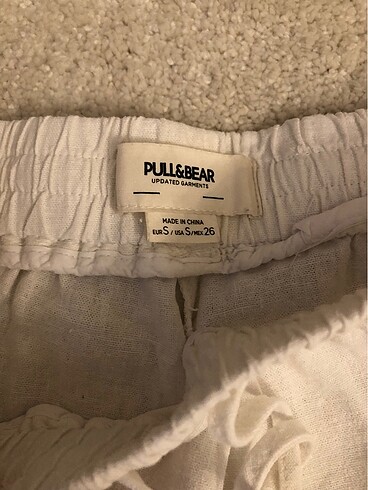 PULL&BEAR
UPDATED GARMENTS
MADE IN CHINA
EUR S / USA S / MEX 26